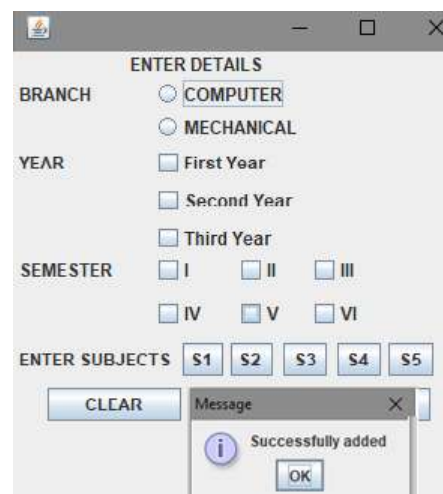 ENTER DETAILS
BRANCH COMPUTER
MECHANICAL
YEAR First Year
Second Year
Third Year
SEMESTER I II III
IV V VI
ENTER SUBJECTS S1 S2 S3 S4 S5
CLEAR Message
Successfully added
OK